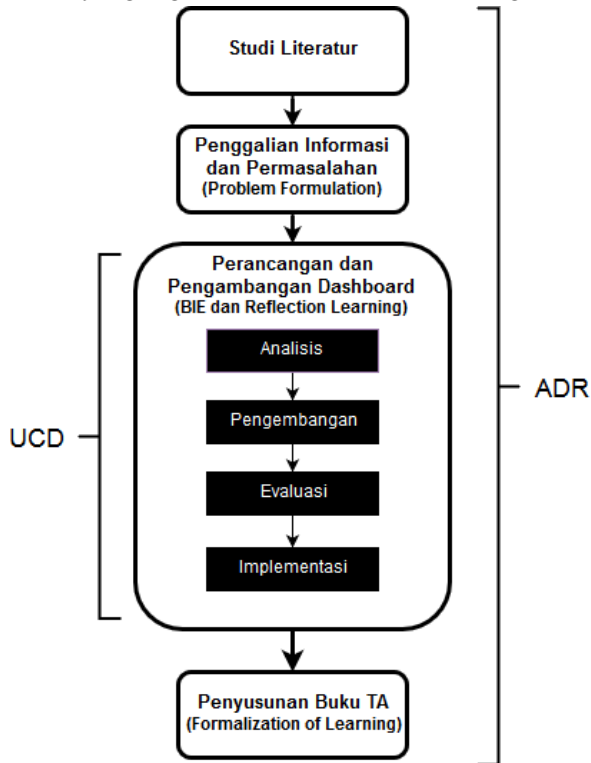 Studi Literatur
Penggalian Informasi
dan Permasalahan
(Problem Formulation)
Perancangan dan
Pengambangan Dashboard
(BIE dan Reflection Learning)
Analisis
Pengembangan
Evaluasi
Implementasi
UCD
ADR
Penyusunan Buku TA
(Formalization of Learning)